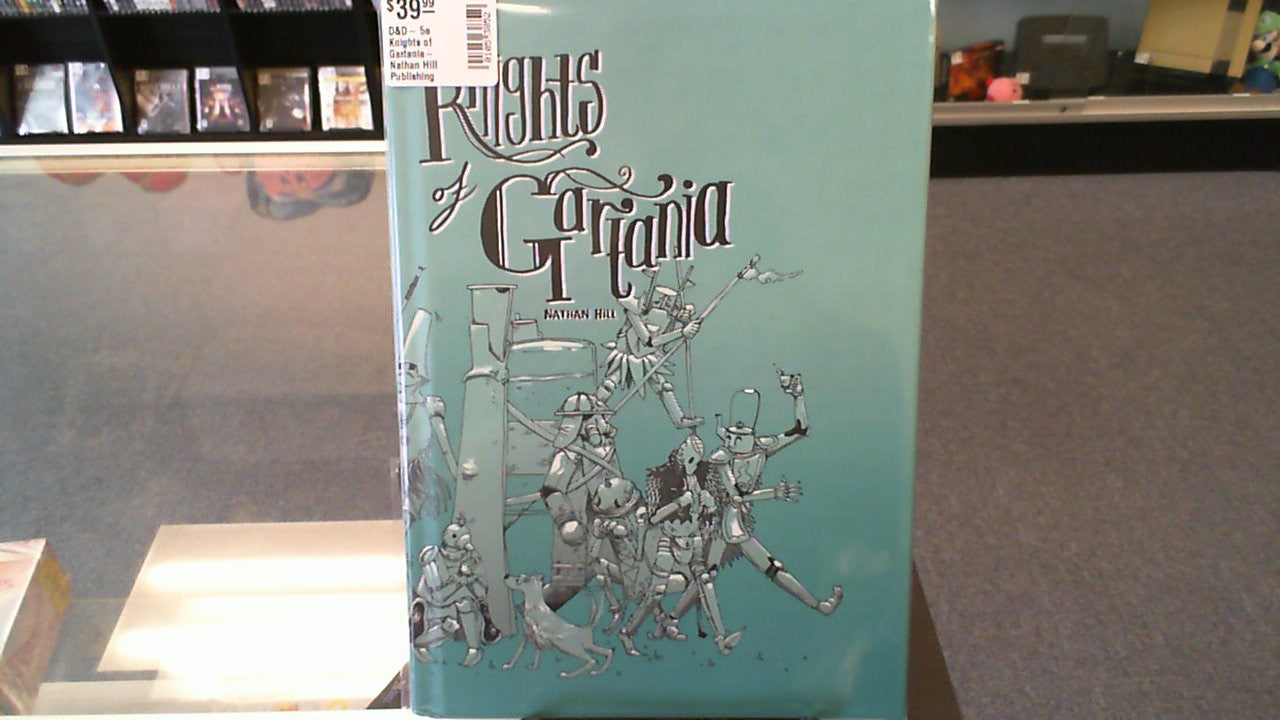 $39.99
D&D - 5e
Knights of
Gartania -
Nathan Hill
Publishing
Knights
of
Gartania
NATHAN HILL